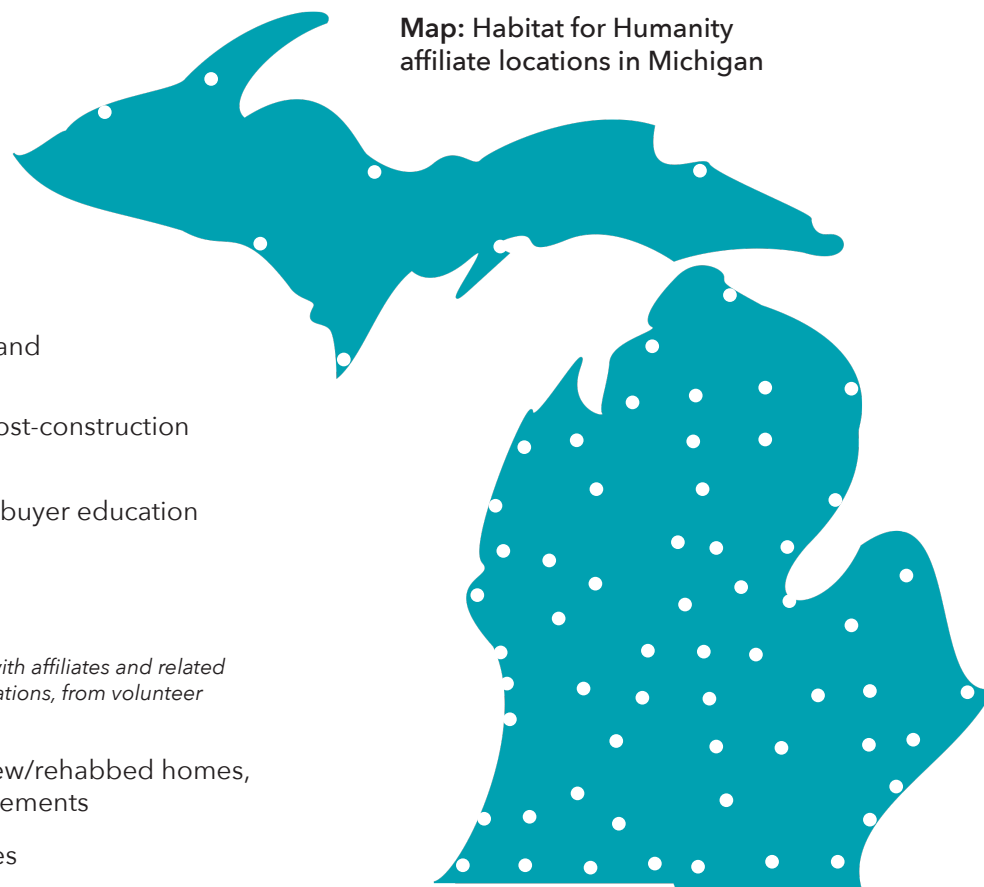 Map: Habitat for Humanity
affiliate locations in Michigan
and
ost-construction
buyer education
with affiliates and related
ations, from volunteer
ew/rehabbed homes,
ements
es